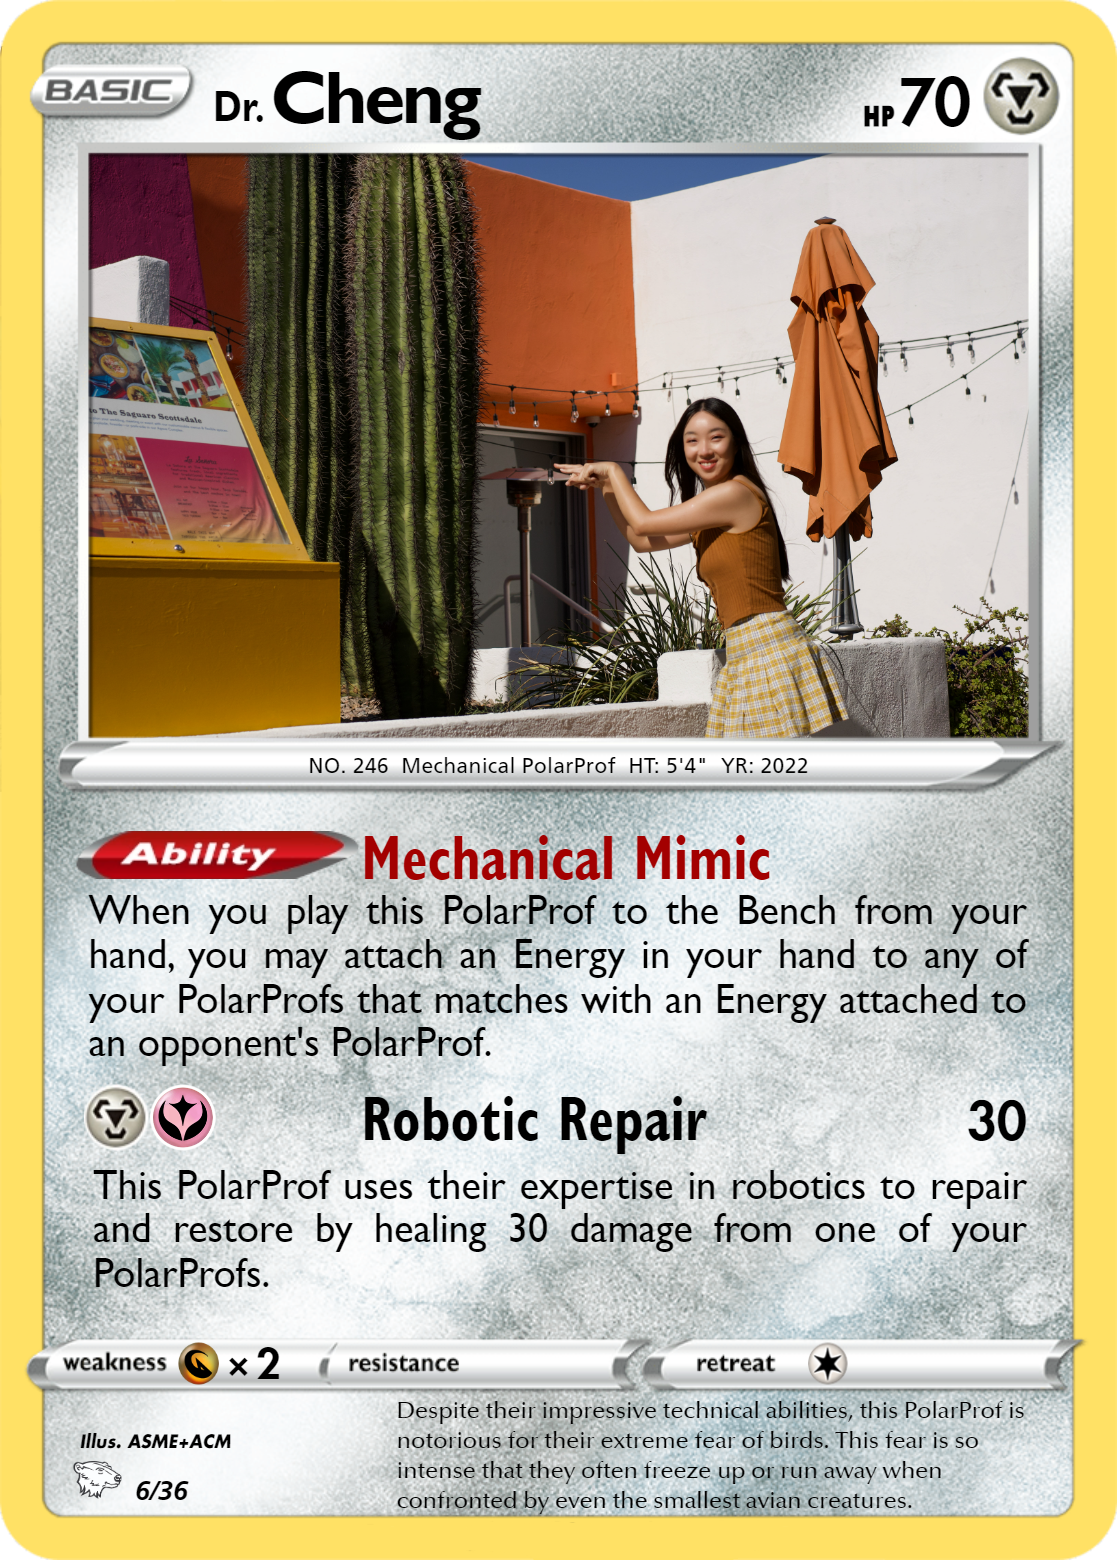 BASIC Dr. Cheng HP 70
to The Saguaro Scottsdale
NO. 246 Mechanical PolarProf HT: 5'4" YR: 2022
Ability Mechanical Mimic
When you play this PolarProf to the Bench from your
hand, you may attach an Energy in your hand to any of
your PolarProfs that matches with an Energy attached to
an opponent's PolarProf.
Robotic Repair 30
This PolarProf uses their expertise in robotics to repair
and restore by healing 30 damage from one of your
PolarProfs.
weakness × 2 resistance retreat
Despite their impressive technical abilities, this PolarProf is
notorious for their extreme fear of birds. This fear is so
intense that they often freeze up or run away when
confronted by even the smallest avian creatures.
Illus. ASME+ACM
6/36